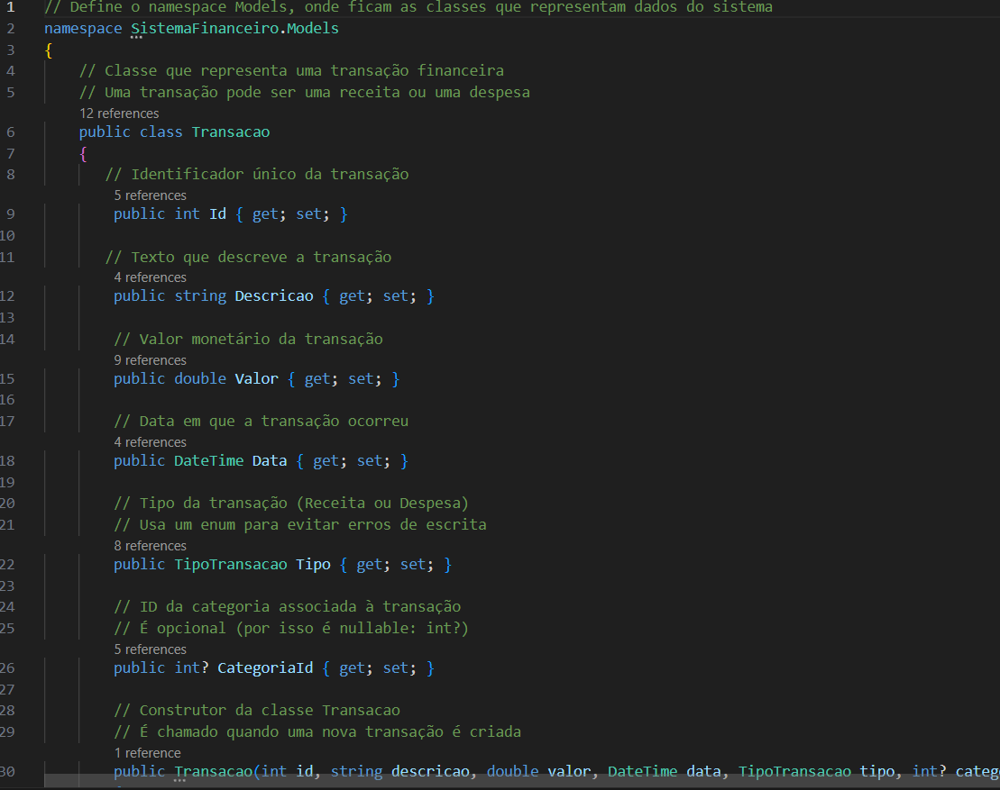 1 // Define o namespace Models, onde ficam as classes que representam dados do sistema
2 namespace SistemaFinanceiro.Models
3 {
4 // Classe que representa uma transação financeira
5 // Uma transação pode ser uma receita ou uma despesa
12 references
6 public class Transacao
7 {
8 // Identificador único da transação
5 references
9 public int Id { get; set; }
10
11 // Texto que descreve a transação
4 references
12 public string Descricao { get; set; }
13
14 // Valor monetário da transação
9 references
15 public double Valor { get; set; }
16
17 // Data em que a transação ocorreu
4 references
18 public DateTime Data { get; set; }
19
20 // Tipo da transação (Receita ou Despesa)
21 // Usa um enum para evitar erros de escrita
8 references
22 public TipoTransacao Tipo { get; set; }
23
24 // ID da categoria associada à transação
25 // É opcional (por isso é nullable: int?)
5 references
26 public int? CategoriaId { get; set; }
27
28 // Construtor da classe Transacao
29 // É chamado quando uma nova transação é criada
1 reference
30 public Transacao(int id, string descricao, double valor, DateTime data, TipoTransacao tipo, int? categ